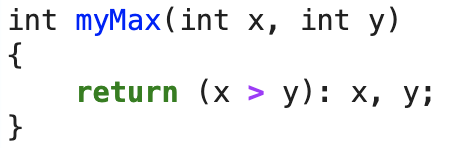 int myMax(int x, int y)
{
    return (x > y): x, y;
}